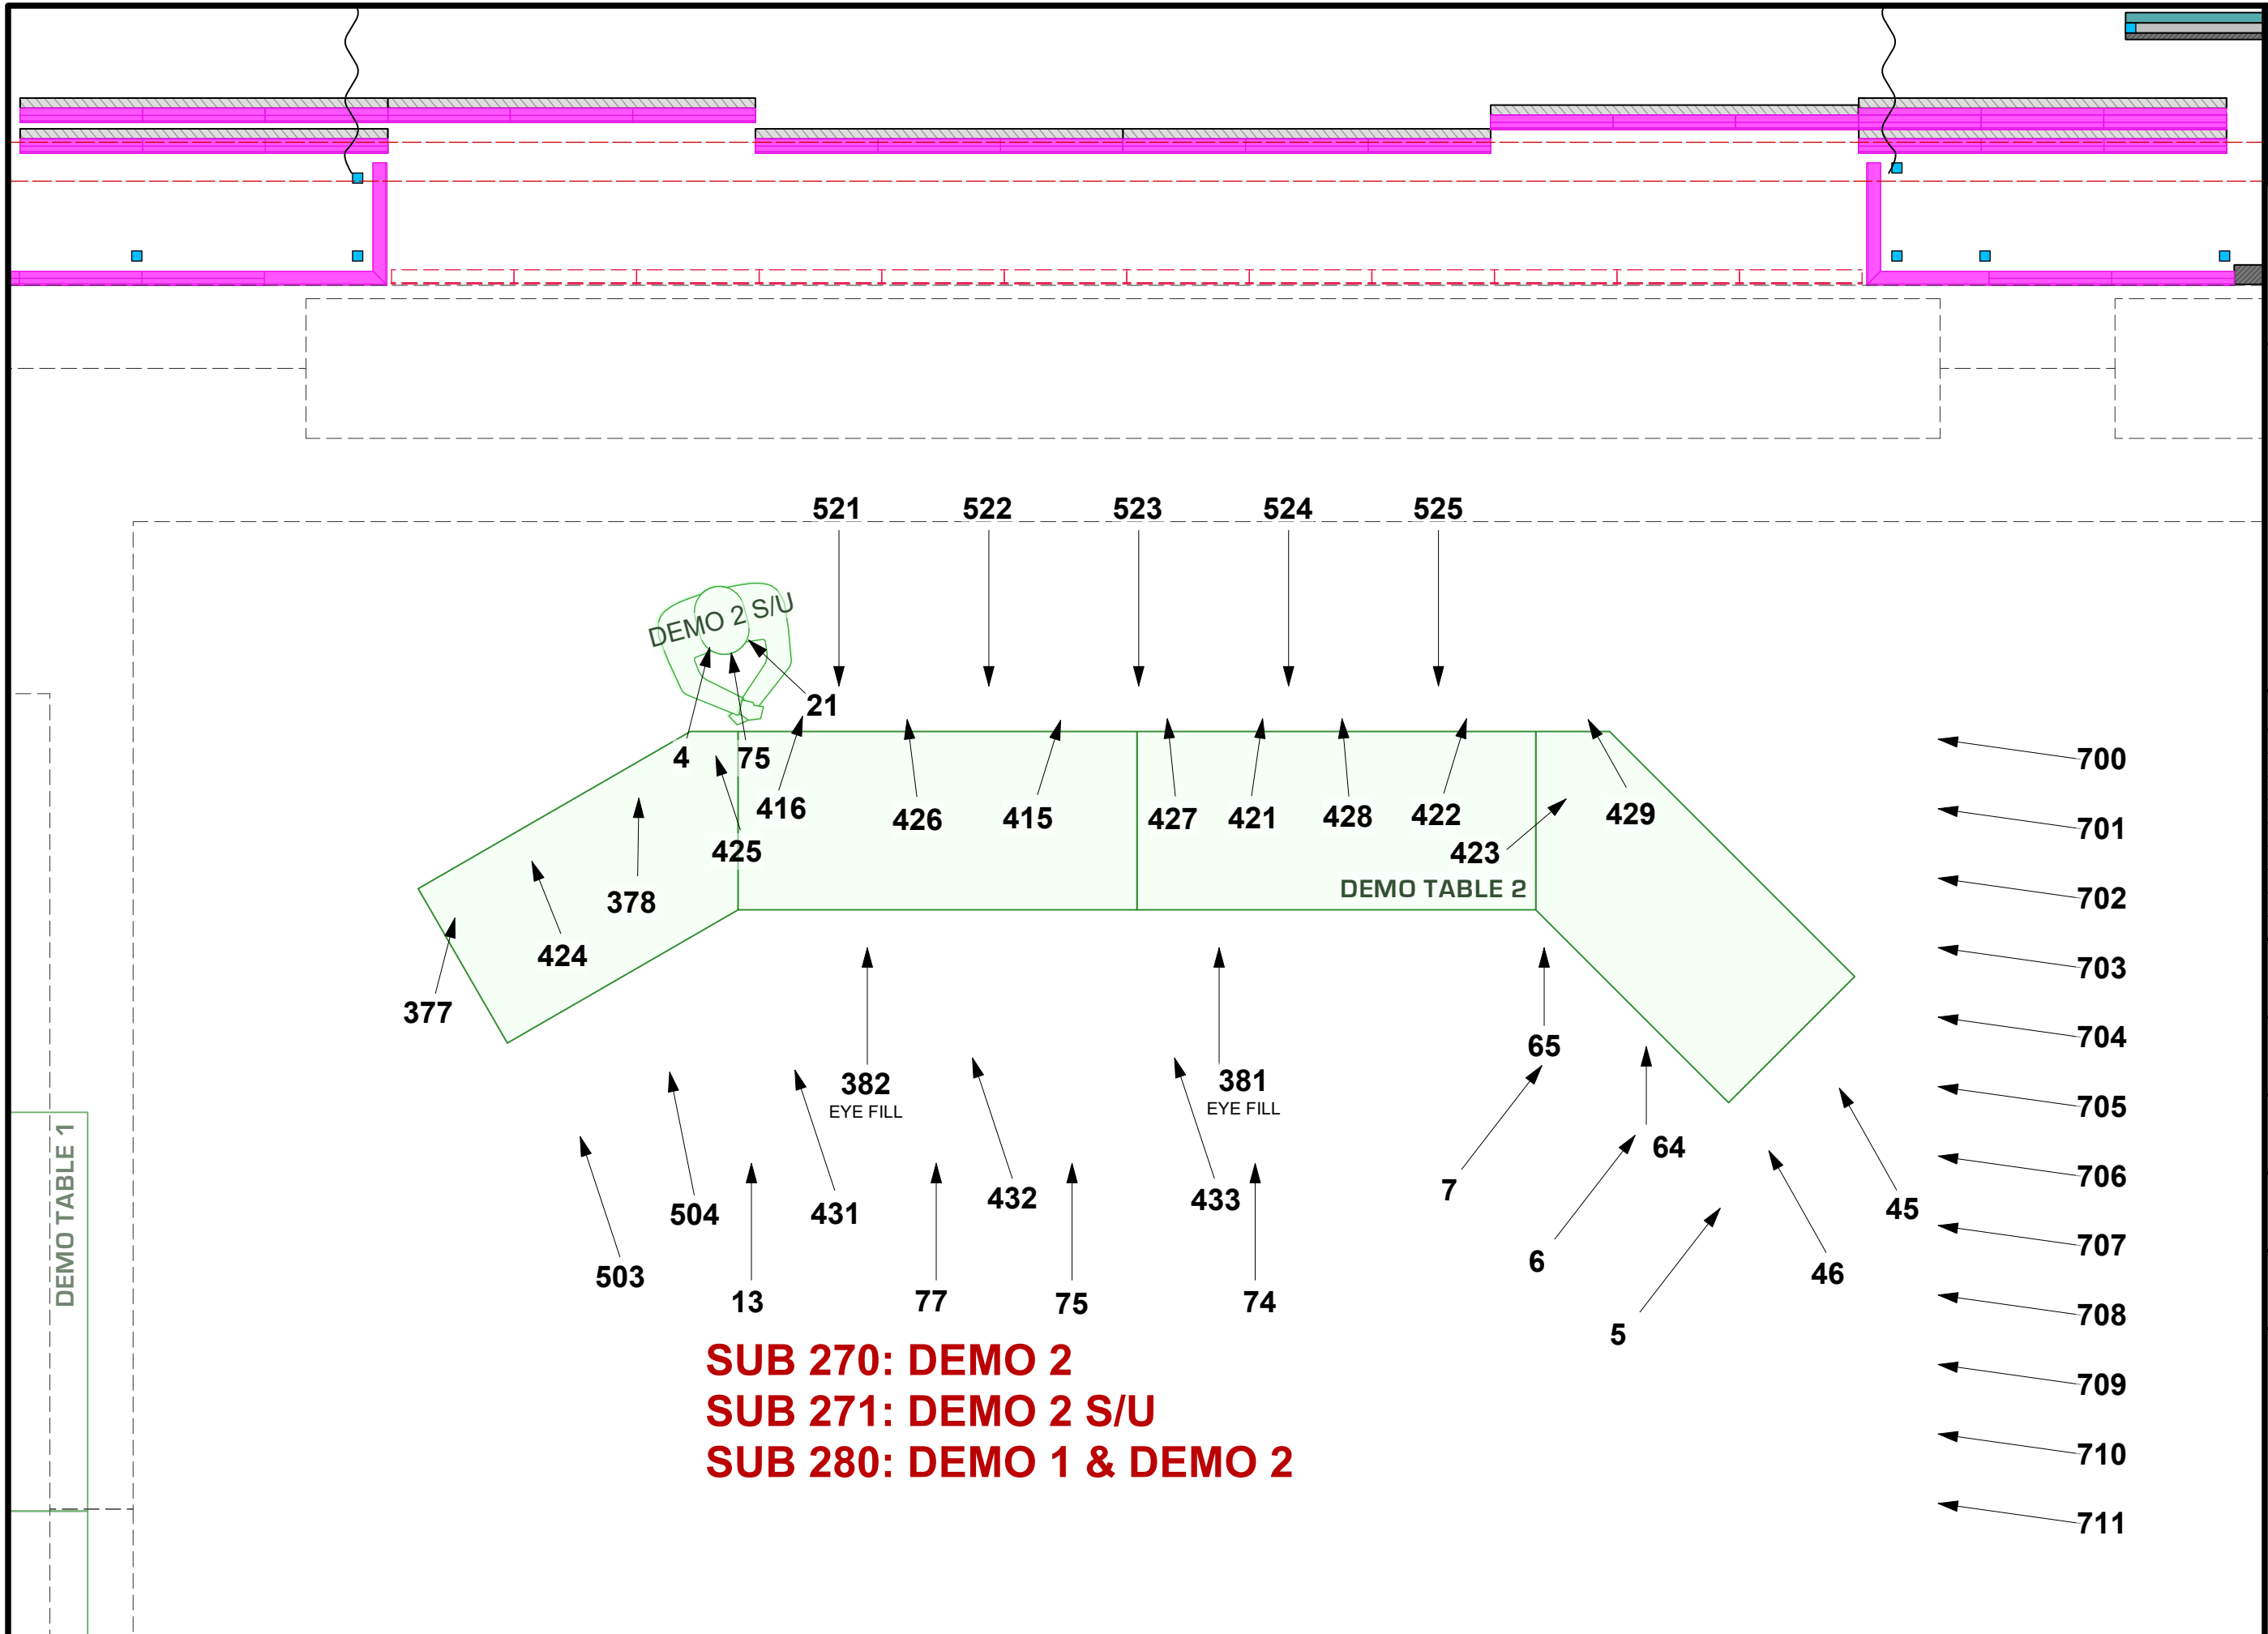 521 522 523 524 525
DEMO 2 S/U
21
4 75
700
416
426 415 427 421 428 422 429
701
425
423
378
DEMO TABLE 2
702
424
703
377
704
65
382
EYE FILL
381
EYE FILL
705
64
706
7
432 433
45
504 431
DEMO TABLE 1
707
6
46
503
13 77 75 74
708
5
SUB 270: DEMO 2
709
SUB 271: DEMO 2 S/U
710
SUB 280: DEMO 1 & DEMO 2
711